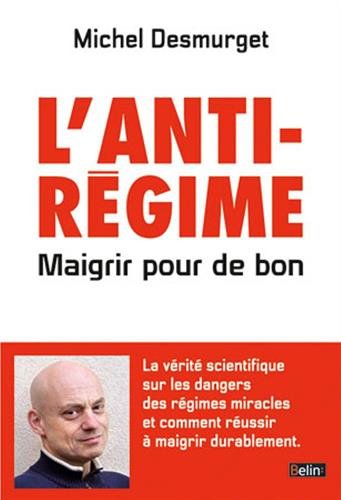 Michel Desmurget
L'ANTI-
RÉGIME
Maigrir pour de bon
La vérité scientifique
sur les dangers
des régimes miracles
et comment réussir
à maigrir durablement.
Belin: